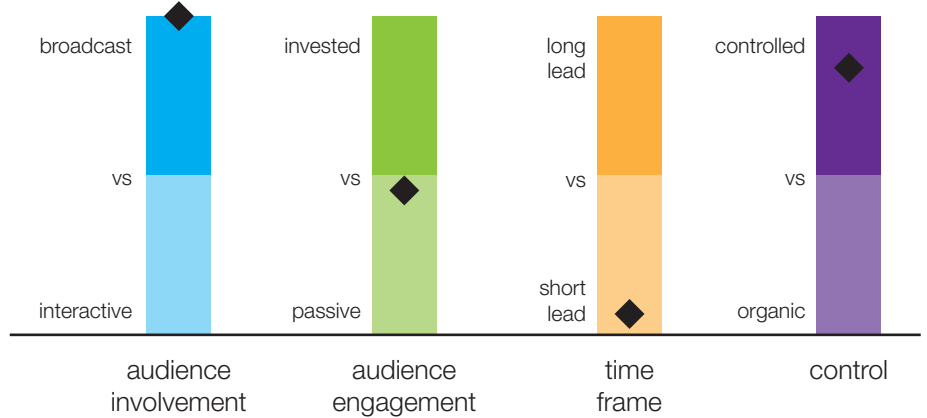 broadcast
vs
interactive
audience
involvement
invested
vs
passive
audience
engagement
long
lead
vs
short
lead
time
frame
controlled
vs
organic
control